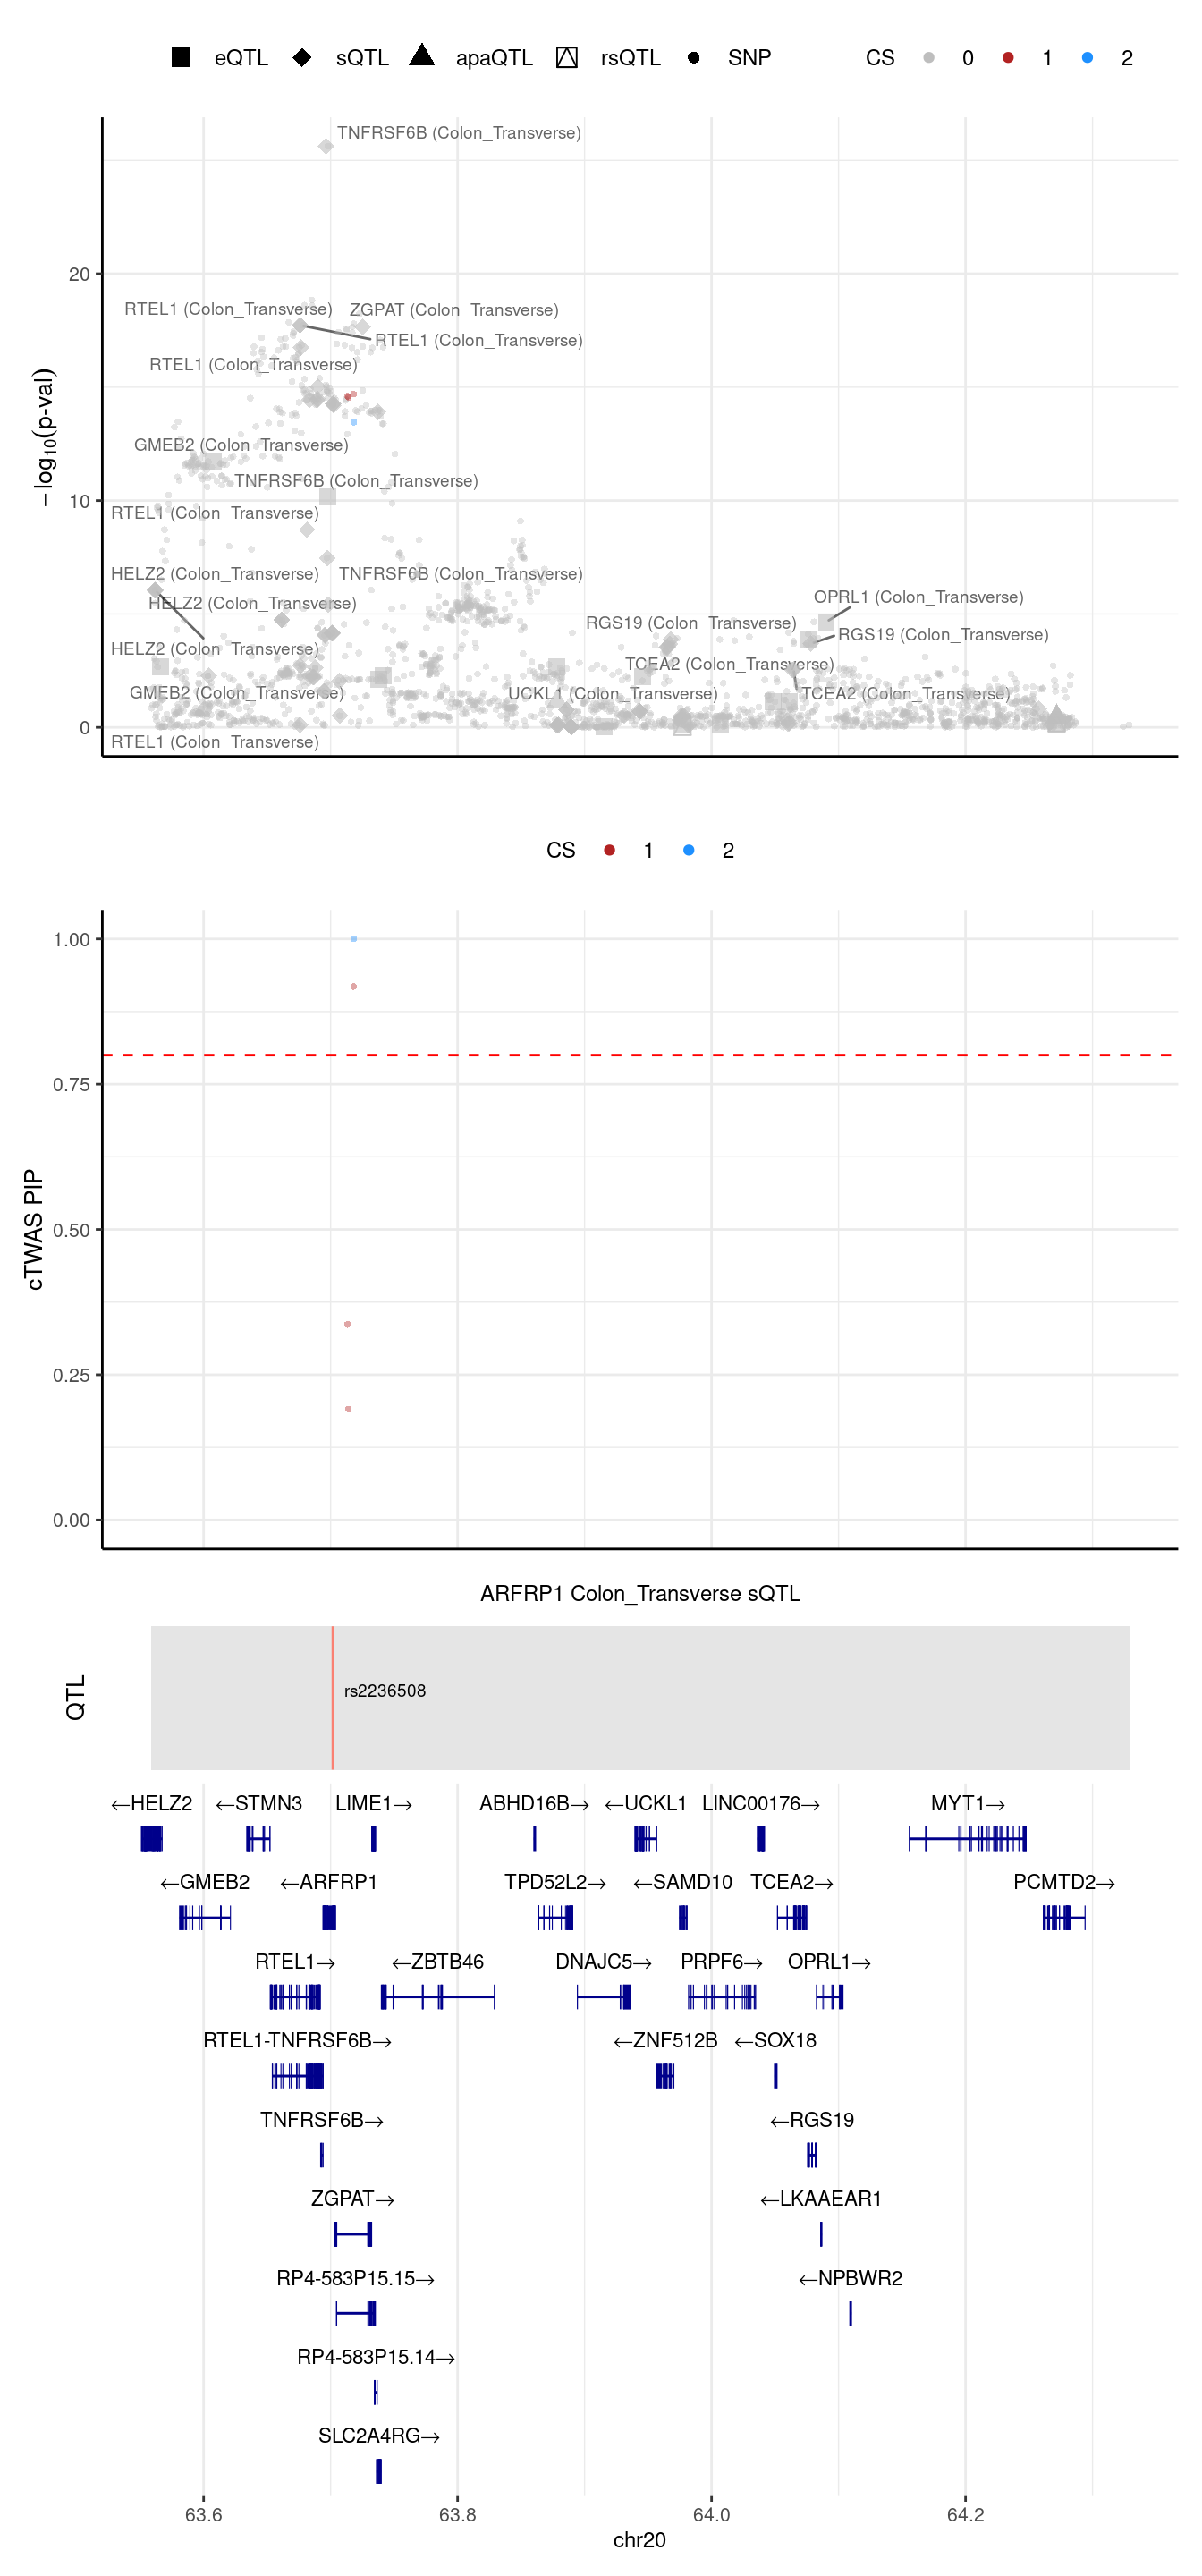 eQTL sQTL apaQTL rsQTL SNP CS 0 1 2
TNFRSF6B (Colon_Transverse)
20
RTEL1 (Colon_Transverse) ZGPAT (Colon_Transverse)
RTEL1 (Colon_Transverse)
RTEL1 (Colon_Transverse)
−log10(p-val)
GMEB2 (Colon_Transverse)
TNFRSF6B (Colon_Transverse)
10
RTEL1 (Colon_Transverse)
HELZ2 (Colon_Transverse) TNFRSF6B (Colon_Transverse)
OPRL1 (Colon_Transverse)
HELZ2 (Colon_Transverse)
RGS19 (Colon_Transverse)
RGS19 (Colon_Transverse)
HELZ2 (Colon_Transverse)
TCEA2 (Colon_Transverse)
GMEB2 (Colon_Transverse) UCKL1 (Colon_Transverse) TCEA2 (Colon_Transverse)
0
RTEL1 (Colon_Transverse)
CS 1 2
1.00
0.75
cTWAS PIP
0.50
0.25
0.00
ARFRP1 Colon_Transverse sQTL
QTL
rs2236508
←HELZ2 ←STMN3 LIME1→ ABHD16B→ ←UCKL1 LINC00176→ MYT1→
←GMEB2 ←ARFRP1 TPD52L2→ ←SAMD10 TCEA2→ PCMTD2→
RTEL1→ ←ZBTB46 DNAJC5→ PRPF6→ OPRL1→
RTEL1-TNFRSF6B→ ←ZNF512B ←SOX18
TNFRSF6B→ ←RGS19
ZGPAT→ ←LKAAEAR1
RP4-583P15.15→ ←NPBWR2
RP4-583P15.14→
SLC2A4RG→
63.6 63.8 64.0 64.2
chr20